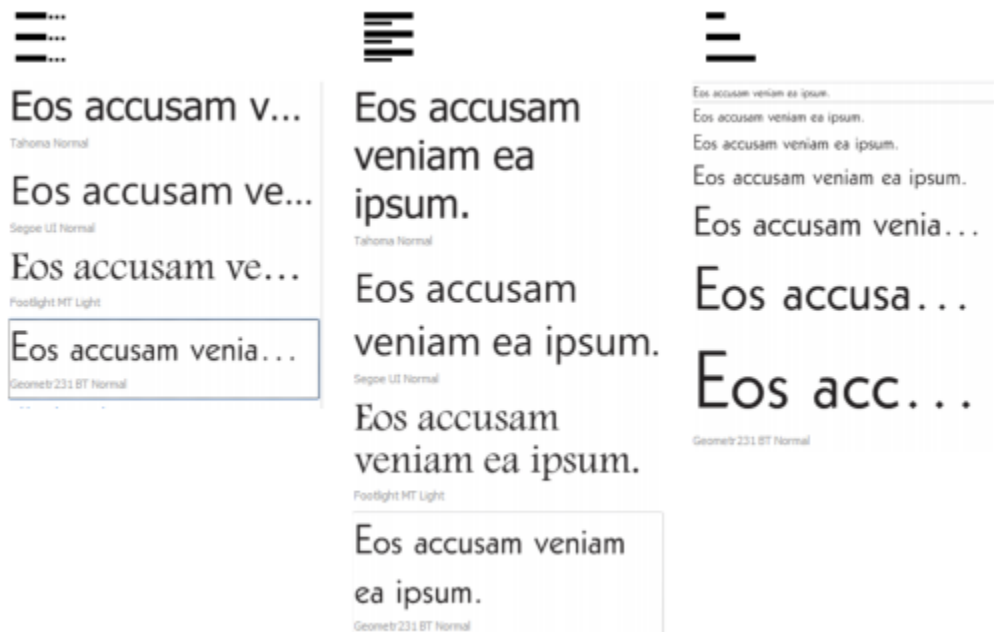 Eos accusam v...
Tahoma Normal
Eos accusam ve...
Segoe UI Normal
Eos accusam ve...
Footlight MT Light
Eos accusam venia...
Geometr231 BT Normal
Eos accusam
veniam ea
ipsum.
Tahoma Normal
Eos accusam
veniam ea ipsum.
Segoe UI Normal
Eos accusam
veniam ea ipsum.
Footlight MT Light
Eos accusam veniam
ea ipsum.
Geometr231 BT Normal
Eos accusam veniam ea ipsum.
Eos accusam veniam ea ipsum.
Eos accusam veniam ea ipsum.
Eos accusam veniam ea ipsum.
Eos accusam venia...
Eos accusa...
Eos acc...
Geometr231 BT Normal